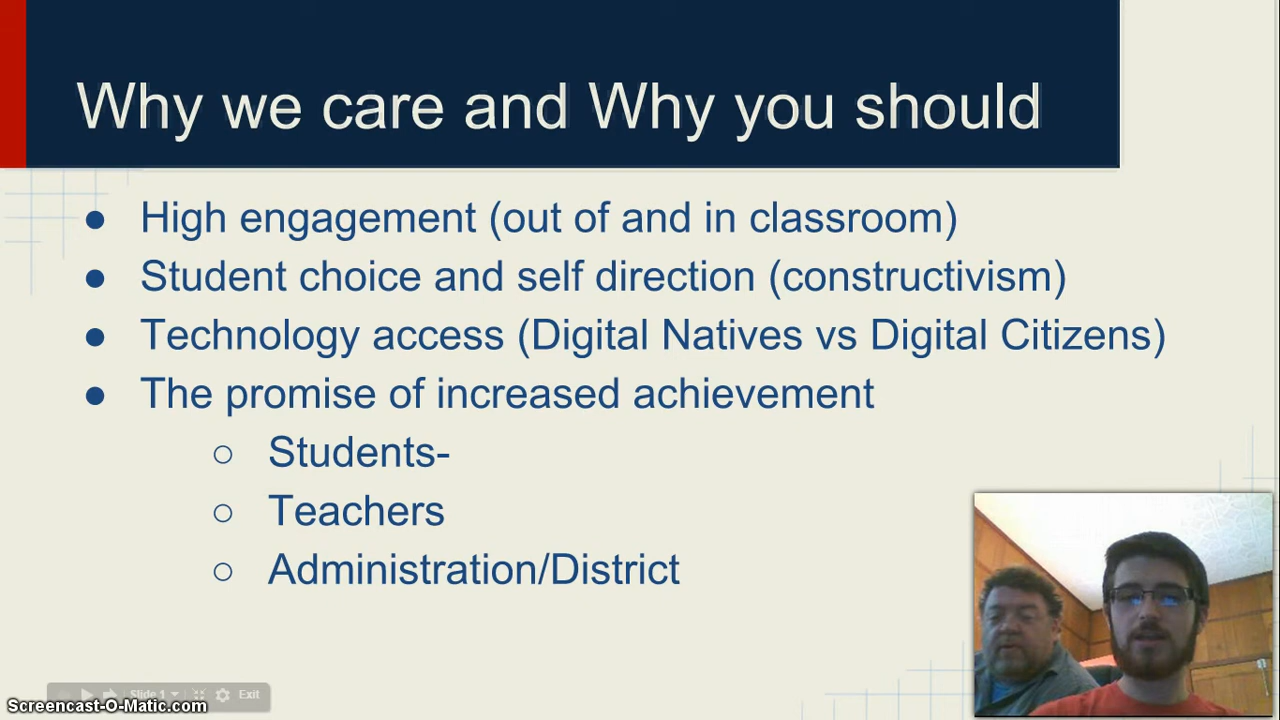 Why we care and Why you should
● High engagement (out of and in classroom)
● Student choice and self direction (constructivism)
● Technology access (Digital Natives vs Digital Citizens)
● The promise of increased achievement
○ Students-
○ Teachers
○ Administration/District
Slide 1 Exit
Screencast-O-Matic.com